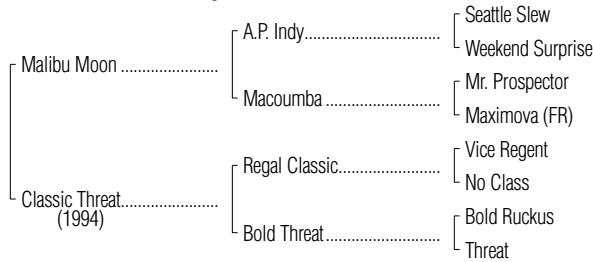 Seattle Slew
A.P. Indy
Weekend Surprise
Malibu Moon
Mr. Prospector
Macoumba
Maximova (FR)
Vice Regent
Regal Classic
No Class
Classic Threat
(1994)
Bold Ruckus
Bold Threat
Threat